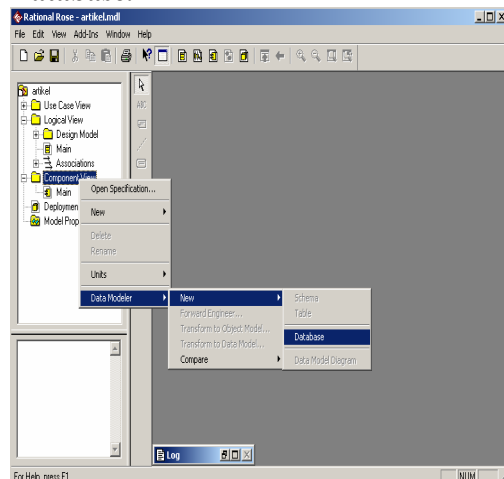 Rational Rose - artikel.mdl
File Edit View Add-Ins Window Help
ABC
artikel
Use Case View
Logical View
Design Model
Main
Associations
Component View
Main
Deploymen
Model Prop
Open Specification...
New
Delete
Rename
Units
Data Modeler
New
Forward Engineer...
Transform to Object Model...
Transform to Data Model...
Compare
Schema
Table
Database
Data Model Diagram
Log
For Help, press F1
NUM